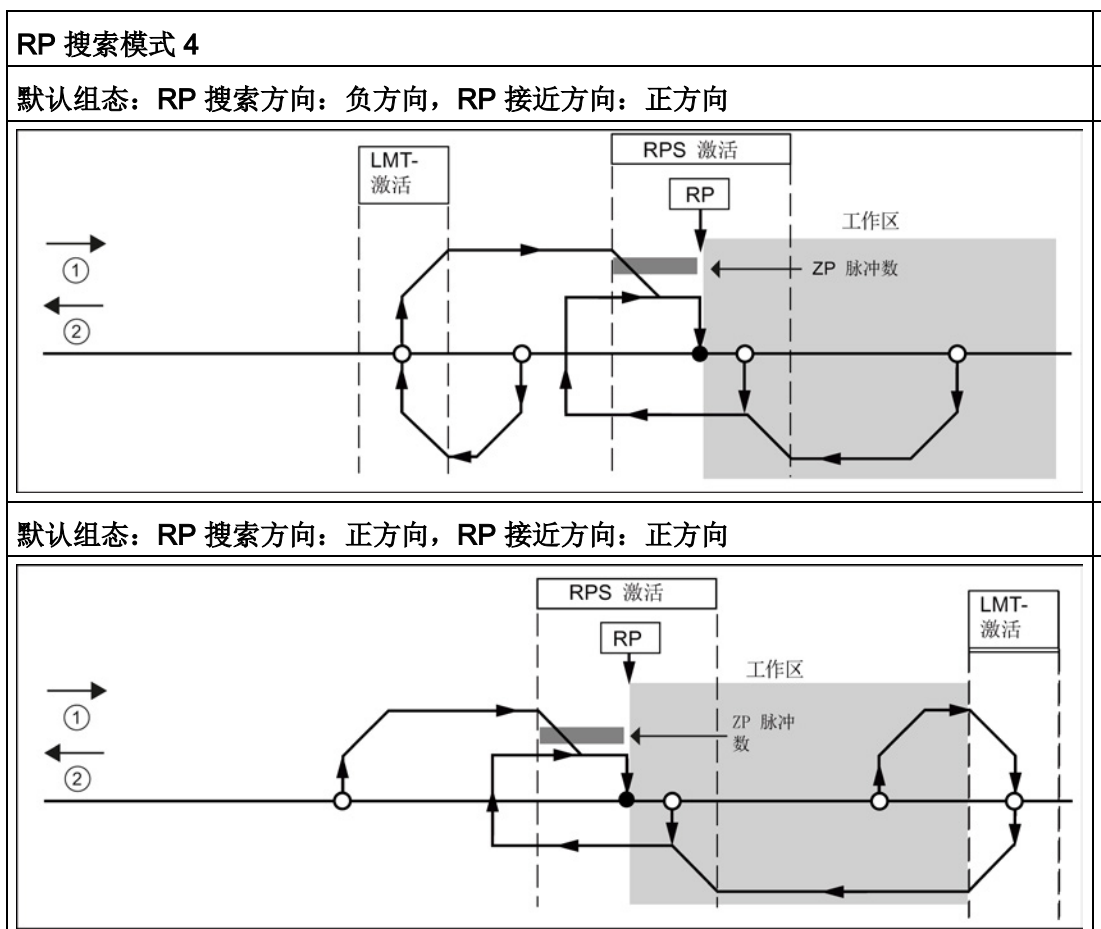 RP 搜索模式 4
默认组态：RP 搜索方向：负方向，RP 接近方向：正方向
LMT-
激活
RPS 激活
RP
工作区
ZP 脉冲数
①
②
默认组态：RP 搜索方向：正方向，RP 接近方向：正方向
RPS 激活
RP
工作区
LMT-
激活
ZP 脉冲
数
①
②